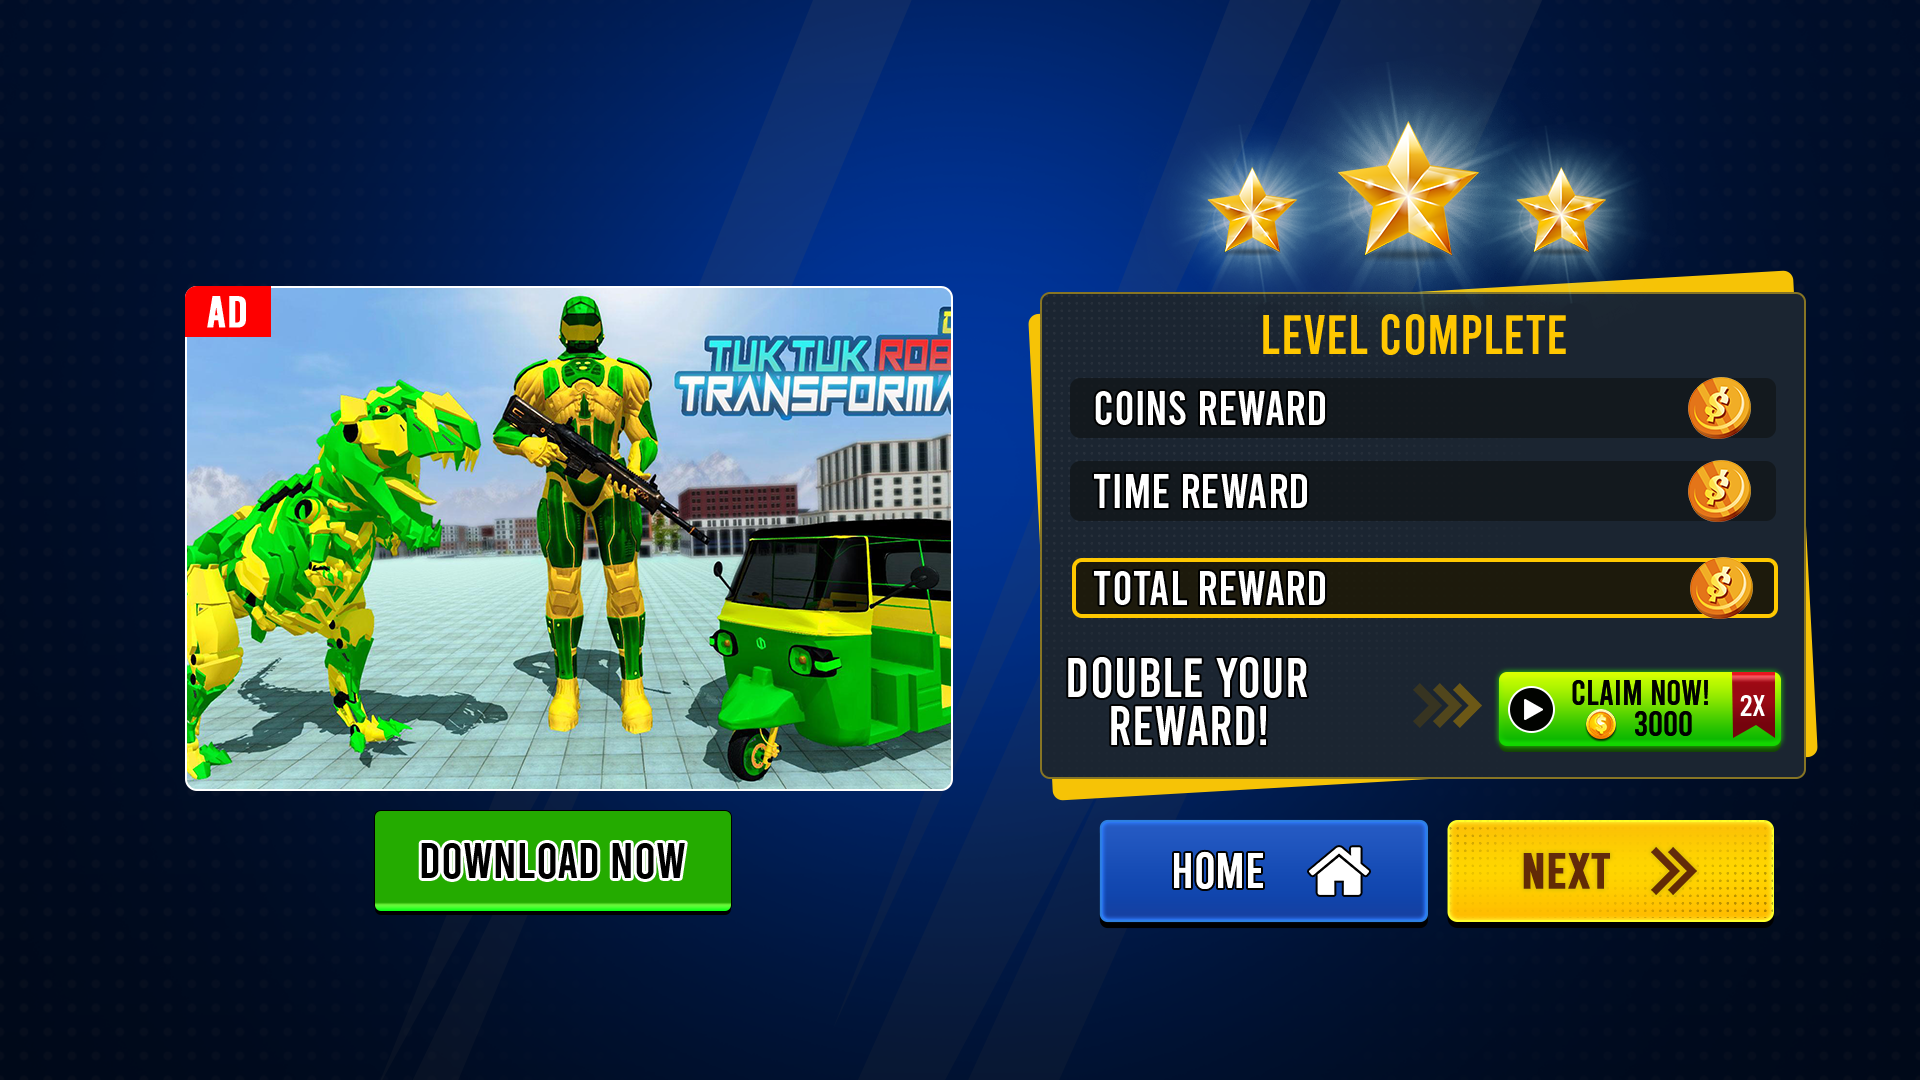 AD
TUK TUK
TRANSFORMA
DOWNLOAD NOW
LEVEL COMPLETE
COINS REWARD
TIME REWARD
TOTAL REWARD
DOUBLE YOUR
REWARD!
CLAIM NOW!
3000
2X
HOME
NEXT